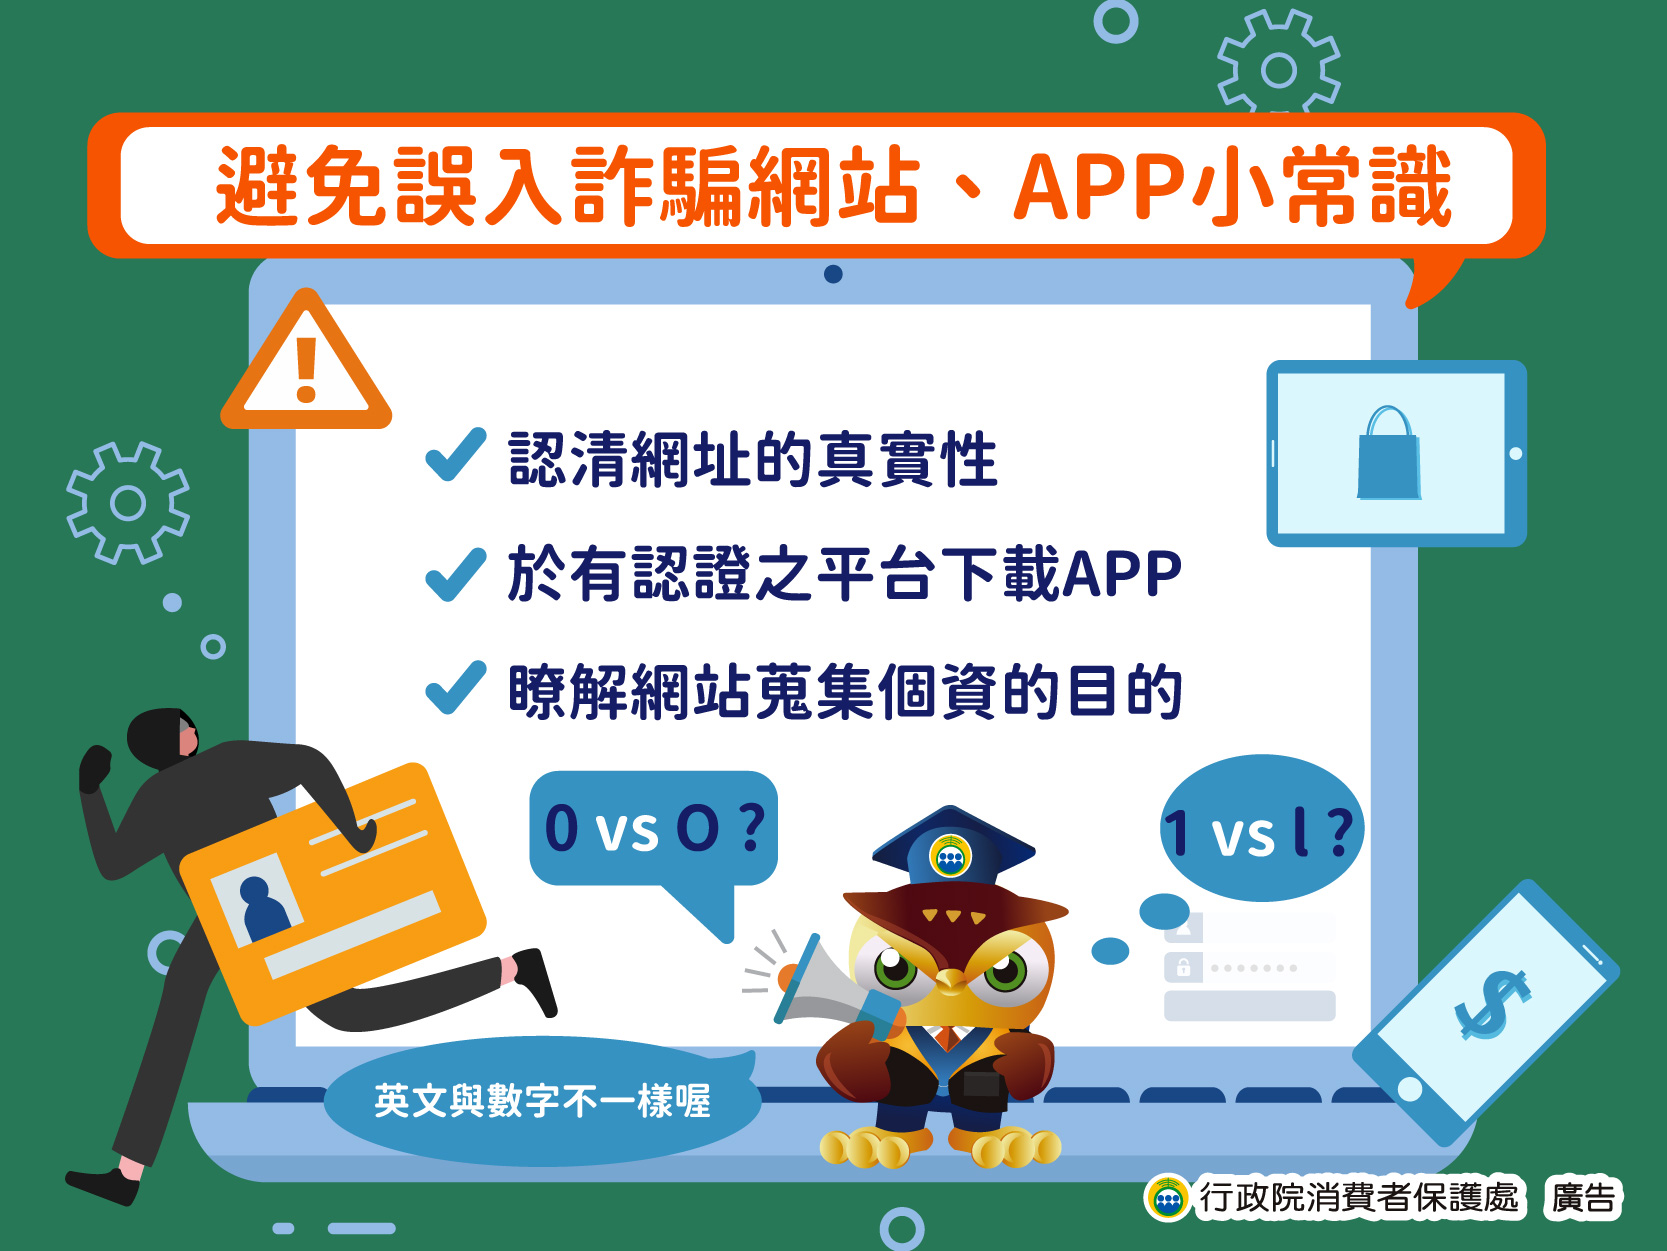 避免誤入詐騙網站、APP小常識
認清網址的真實性
於有認證之平台下載APP
瞭解網站蒐集個資的目的
0 vs O ?
1 vs l ?
英文與數字不一樣喔
行政院消費者保護處 廣告